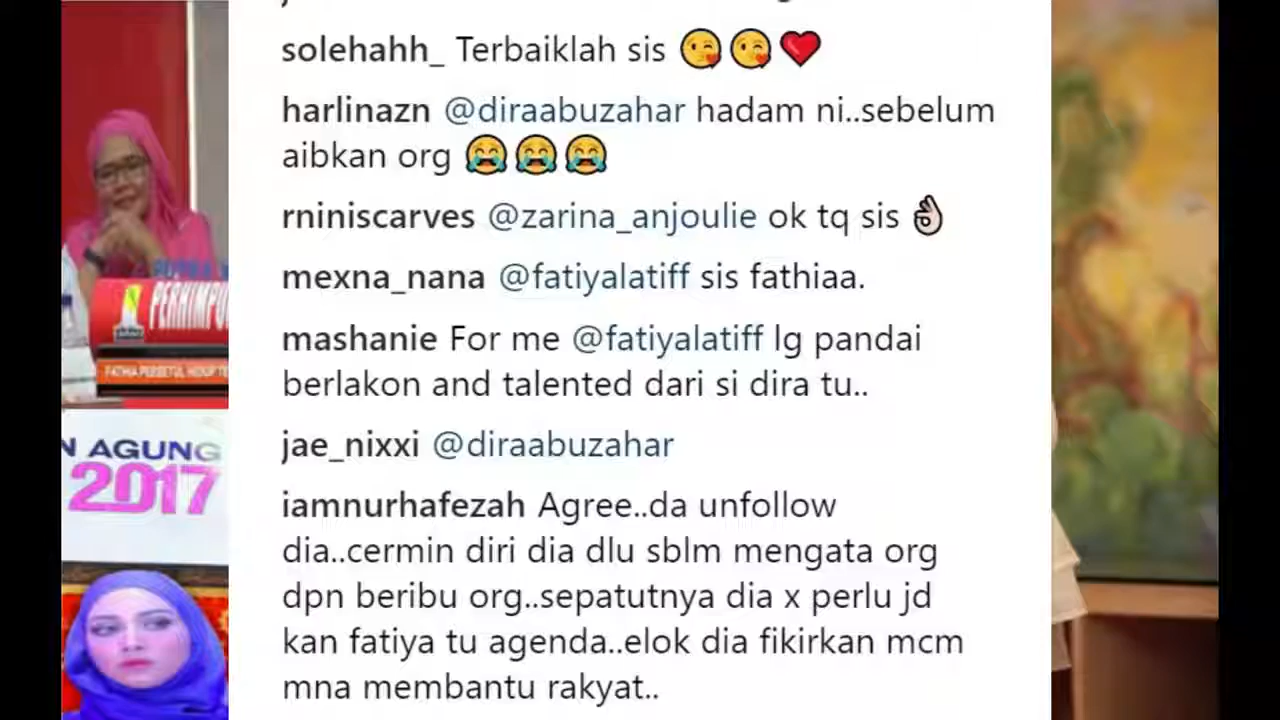 solehahh_ Terbaiklah sis 😘😘❤️
harlinazn @diraabuzahar hadam ni..sebelum
aibkan org 😂😂😂
rniniscarves @zarina_anjoulie ok tq sis 👌🏻
mexna_nana @fatiyalatiff sis fathiaa.
mashanie For me @fatiyalatiff lg pandai
berlakon and talented dari si dira tu..
jae_nixxi @diraabuzahar
iamnurhafezah Agree..da unfollow
dia..cermin diri dia dlu sblm mengata org
dpn beribu org..sepatutnya dia x perlu jd
kan fatiya tu agenda..elok dia fikirkan mcm
mna membantu rakyat..
PERHIMPU
N AGUNG
2017